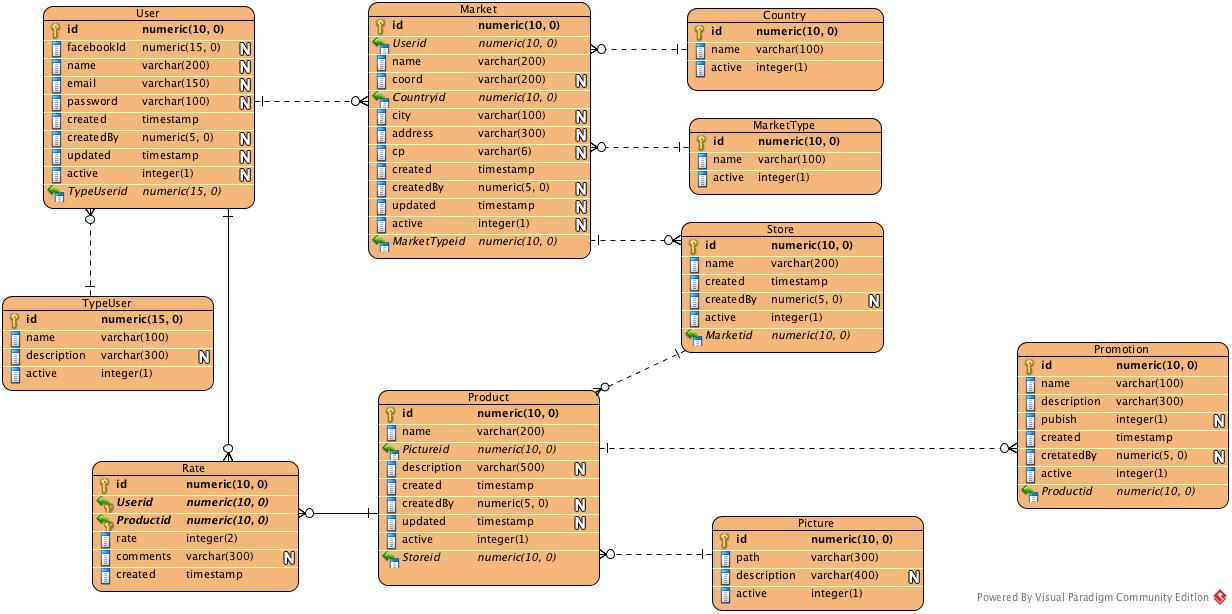 User
id numeric(10, 0)
facebookId numeric(15, 0) N
name varchar(200) N
email varchar(150) N
password varchar(100) N
created timestamp
createdBy numeric(5, 0) N
updated timestamp N
active integer(1) N
TypeUserid numeric(15, 0)
Market
id numeric(10, 0)
Userid numeric(10, 0)
name varchar(200)
coord varchar(200) N
Countryid numeric(10, 0)
city varchar(100) N
address varchar(300) N
cp varchar(6) N
created timestamp
createdBy numeric(5, 0) N
updated timestamp N
active integer(1) N
MarketTypeid numeric(10, 0)
Country
id numeric(10, 0)
name varchar(100)
active integer(1)
MarketType
id numeric(10, 0)
name varchar(100)
active integer(1)
Store
id numeric(10, 0)
name varchar(200)
created timestamp
createdBy numeric(5, 0) N
active integer(1)
Marketid numeric(10, 0)
TypeUser
id numeric(15, 0)
name varchar(100)
description varchar(300) N
active integer(1)
Promotion
id numeric(10, 0)
name varchar(100)
description varchar(300)
pubish integer(1) N
created timestamp
cretatedBy numeric(5, 0) N
active integer(1)
Productid numeric(10, 0)
Product
id numeric(10, 0)
name varchar(200)
Pictureid numeric(10, 0)
description varchar(500) N
created timestamp
createdBy numeric(5, 0) N
updated timestamp N
active integer(1)
Storeid numeric(10, 0)
Rate
id numeric(10, 0)
Userid numeric(10, 0)
Productid numeric(10, 0)
rate integer(2)
comments varchar(300) N
created timestamp
Picture
id numeric(10, 0)
path varchar(300)
description varchar(400) N
active integer(1)
Powered By Visual Paradigm Community Edition